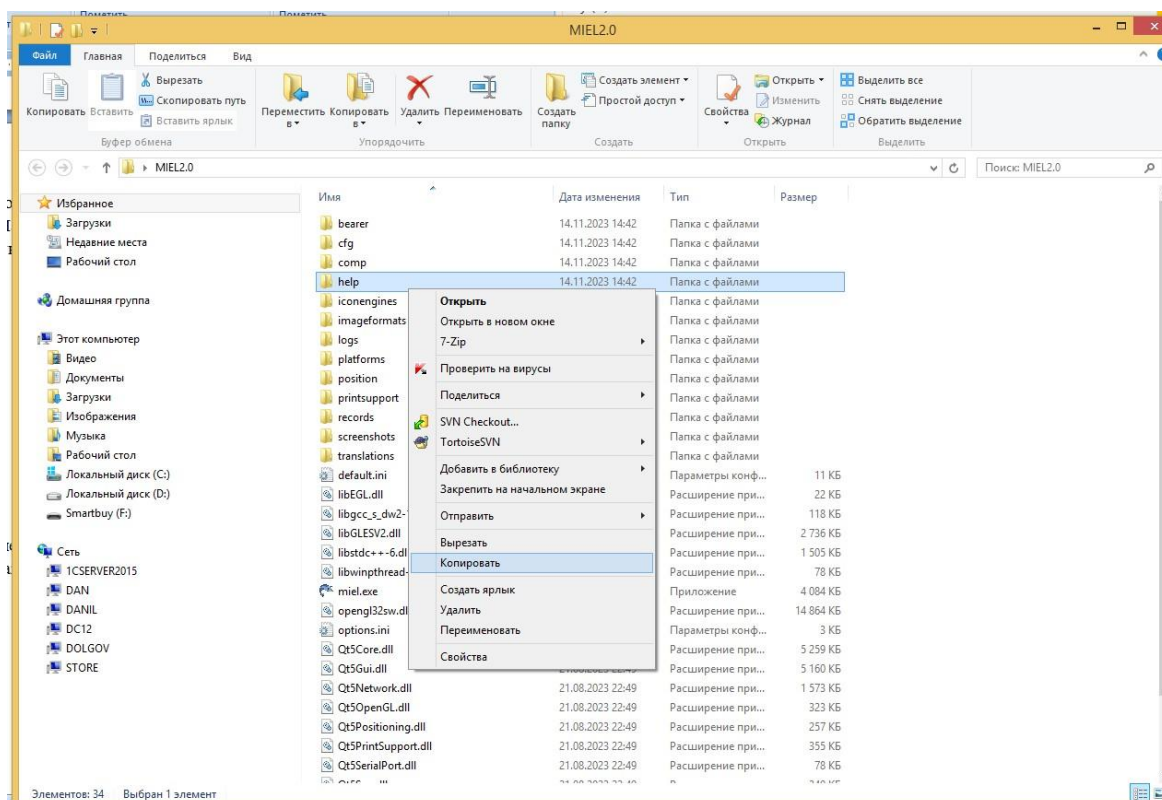 Пометить Пометить
MIEL2.0
Файл Главная Поделиться Вид
Копировать Вставить
Вырезать
Скопировать путь
Вставить ярлык
Переместить в Копировать в Удалить Переименовать
Создать папку
Создать элемент
Простой доступ
Свойства
Открыть
Изменить
Журнал
Выделить все
Снять выделение
Обратить выделение
Буфер обмена Упорядочить Создать Открыть Выделить
MIEL2.0 Поиск: MIEL2.0
Избранное
Загрузки
Недавние места
Рабочий стол
Домашняя группа
Этот компьютер
Видео
Документы
Загрузки
Изображения
Музыка
Рабочий стол
Локальный диск (C:)
Локальный диск (D:)
Smartbuy (F:)
Сеть
1CSERVER2015
DAN
DANIL
DC12
DOLGOV
STORE
Имя Дата изменения Тип Размер
bearer 14.11.2023 14:42 Папка с файлами
cfg 14.11.2023 14:42 Папка с файлами
comp 14.11.2023 14:42 Папка с файлами
help 14.11.2023 14:42 Папка с файлами
iconengines Папка с файлами
imageformats Папка с файлами
logs Папка с файлами
platforms Папка с файлами
position Папка с файлами
printsupport Папка с файлами
records Папка с файлами
screenshots Папка с файлами
translations Папка с файлами
default.ini Параметры конф... 11 КБ
libEGL.dll Расширение при... 22 КБ
libgcc_s_dw2- Расширение при... 118 КБ
libGLESV2.dll Расширение при... 2 736 КБ
libstdc++-6.dl Расширение при... 1 505 КБ
libwinpthread- Расширение при... 78 КБ
miel.exe Приложение 4 084 КБ
opengl32sw.dl Расширение при... 14 864 КБ
options.ini Параметры конф... 3 КБ
Qt5Core.dll Расширение при... 5 259 КБ
Qt5Gui.dll 21.08.2023 22:49 Расширение при... 5 160 КБ
Qt5Network.dll 21.08.2023 22:49 Расширение при... 1 573 КБ
Qt5OpenGL.dll 21.08.2023 22:49 Расширение при... 323 КБ
Qt5Positioning.dll 21.08.2023 22:49 Расширение при... 257 КБ
Qt5PrintSupport.dll 21.08.2023 22:49 Расширение при... 355 КБ
Qt5SerialPort.dll 21.08.2023 22:49 Расширение при... 78 КБ
Открыть
Открыть в новом окне
7-Zip
Проверить на вирусы
Поделиться
SVN Checkout...
TortoiseSVN
Добавить в библиотеку
Закрепить на начальном экране
Отправить
Вырезать
Копировать
Создать ярлык
Удалить
Переименовать
Свойства
Элементов: 34 Выбран 1 элемент